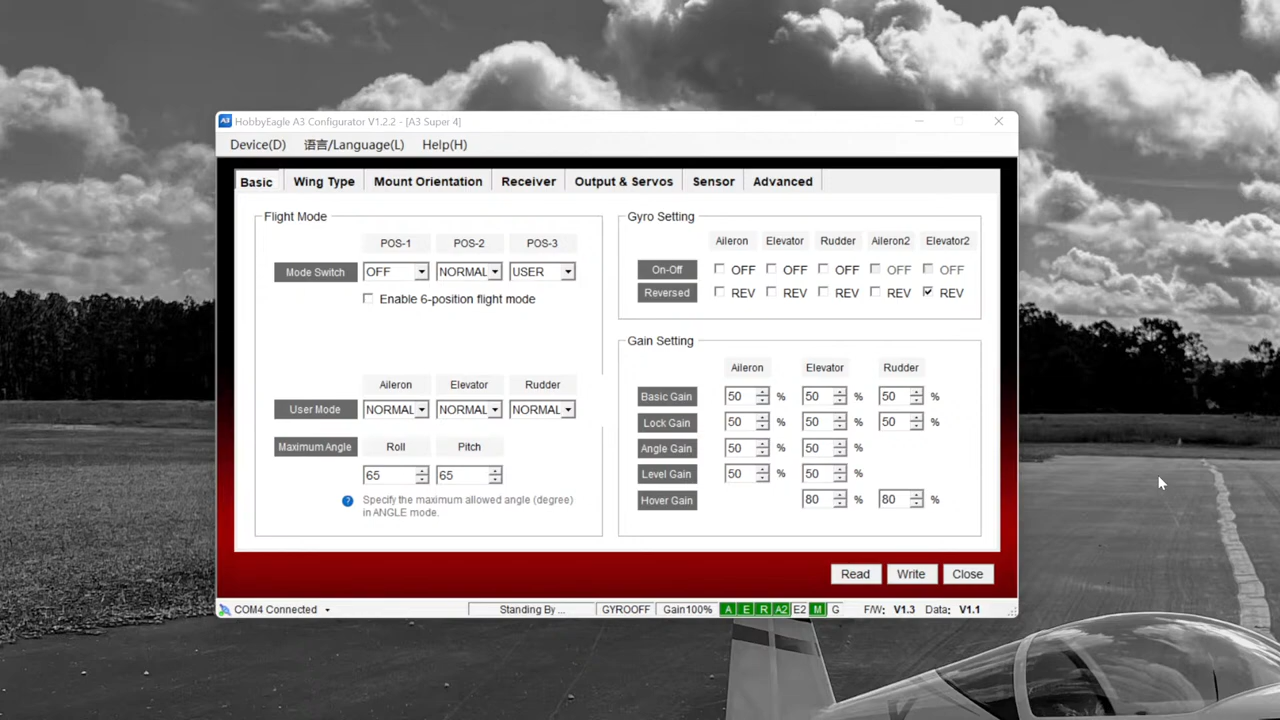 A3 HobbyEagle A3 Configurator V1.2.2 - [A3 Super 4]
Device(D) 语言/Language(L) Help(H)
Basic Wing Type Mount Orientation Receiver Output & Servos Sensor Advanced
Flight Mode
POS-1 POS-2 POS-3
Mode Switch OFF NORMAL USER
Enable 6-position flight mode
Aileron Elevator Rudder
User Mode NORMAL NORMAL NORMAL
Maximum Angle Roll Pitch
65 65
? Specify the maximum allowed angle (degree)
in ANGLE mode.
Gyro Setting
Aileron Elevator Rudder Aileron2 Elevator2
On-Off OFF OFF OFF OFF OFF
Reversed REV REV REV REV REV
Gain Setting
Aileron Elevator Rudder
Basic Gain 50 % 50 % 50 %
Lock Gain 50 % 50 % 50 %
Angle Gain 50 % 50 %
Level Gain 50 % 50 %
Hover Gain 80 % 80 %
Read Write Close
COM4 Connected Standing By ... GYROOFF Gain100% A E R A2 E2 M G F/W: V1.3 Data: V1.1